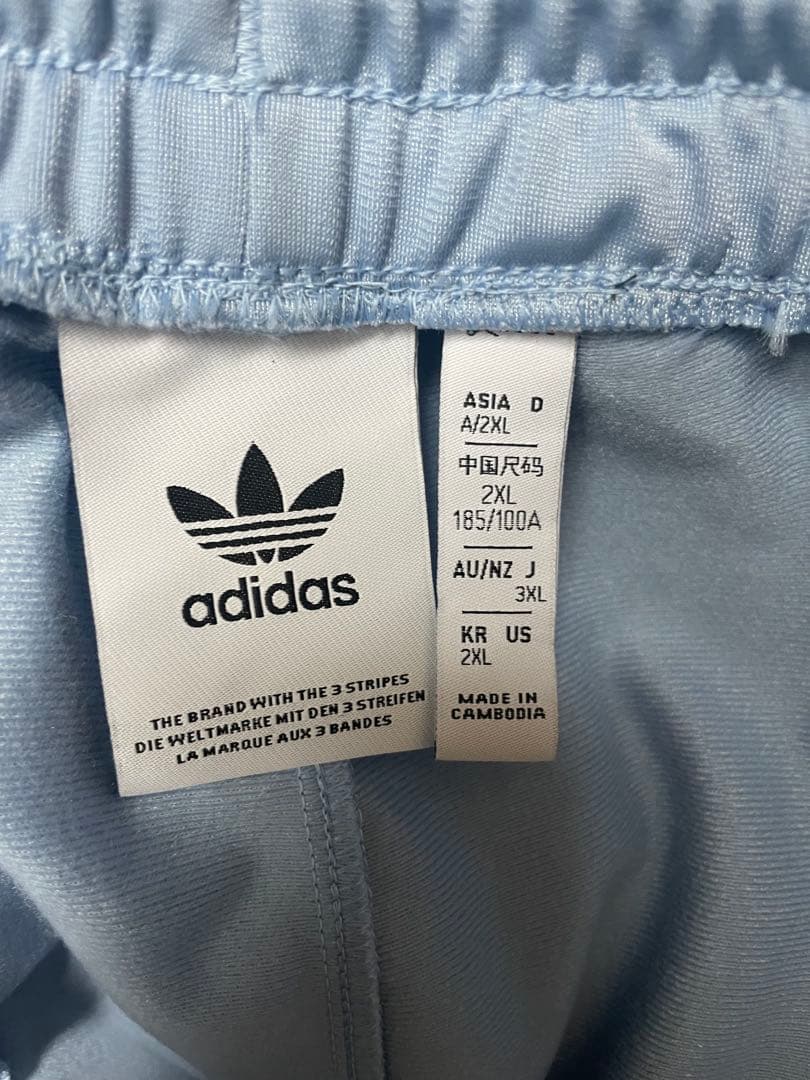 adidas
THE BRAND WITH THE 3 STRIPES
DIE WELTMARKE MIT DEN 3 STREIFEN
LA MARQUE AUX 3 BANDES
ASIA D
A/2XL
中国尺码
2XL
185/100A
AU/NZ J
3XL
KR US
2XL
MADE IN
CAMBODIA